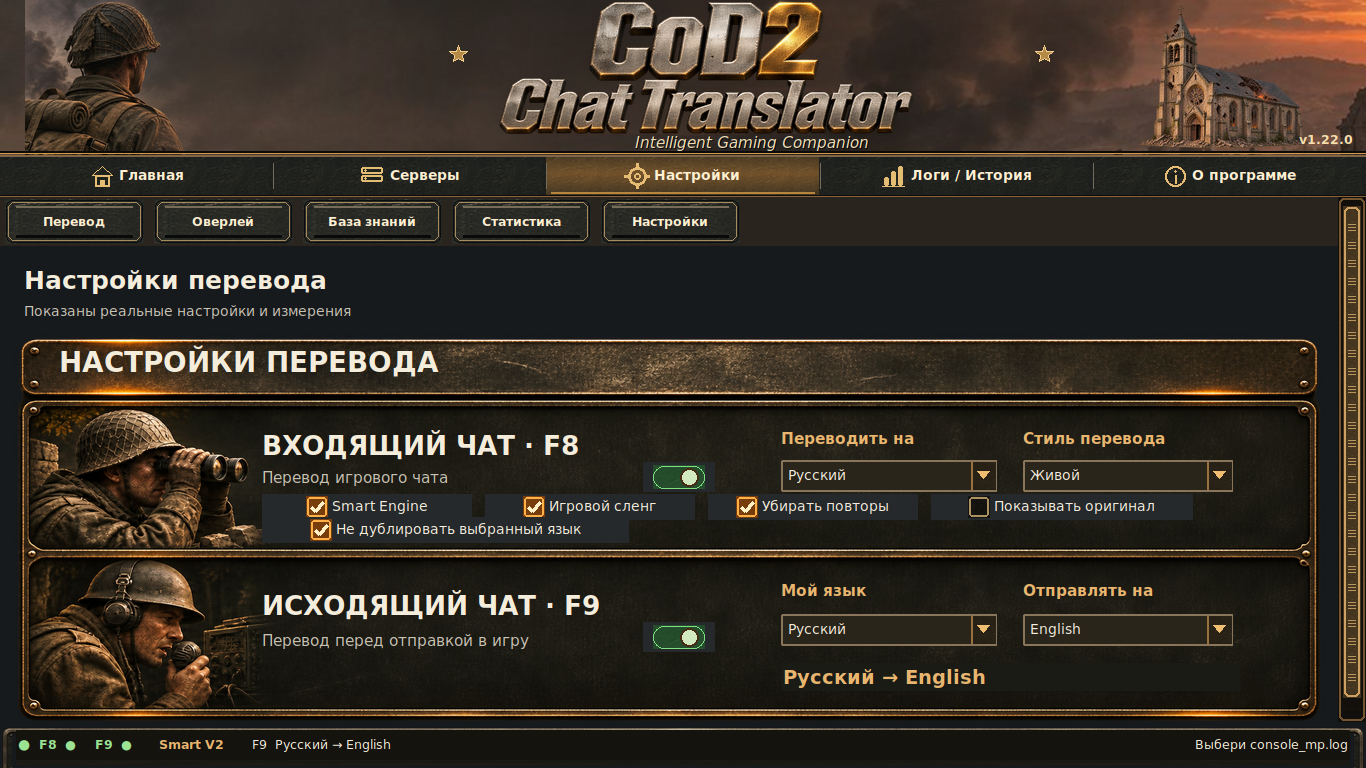 CoD2
Chat Translator
Intelligent Gaming Companion
v1.22.0
Главная Серверы Настройки Логи / История О программе
Перевод Оверлей База знаний Статистика Настройки
Настройки перевода
Показаны реальные настройки и измерения
НАСТРОЙКИ ПЕРЕВОДА
ВХОДЯЩИЙ ЧАТ · F8
Перевод игрового чата
Переводить на
Русский
Стиль перевода
Живой
Smart Engine Игровой сленг Убирать повторы Показывать оригинал
Не дублировать выбранный язык
ИСХОДЯЩИЙ ЧАТ · F9
Перевод перед отправкой в игру
Мой язык
Русский
Отправлять на
English
Русский → English
F8 F9 Smart V2 F9 Русский → English Выбери console_mp.log